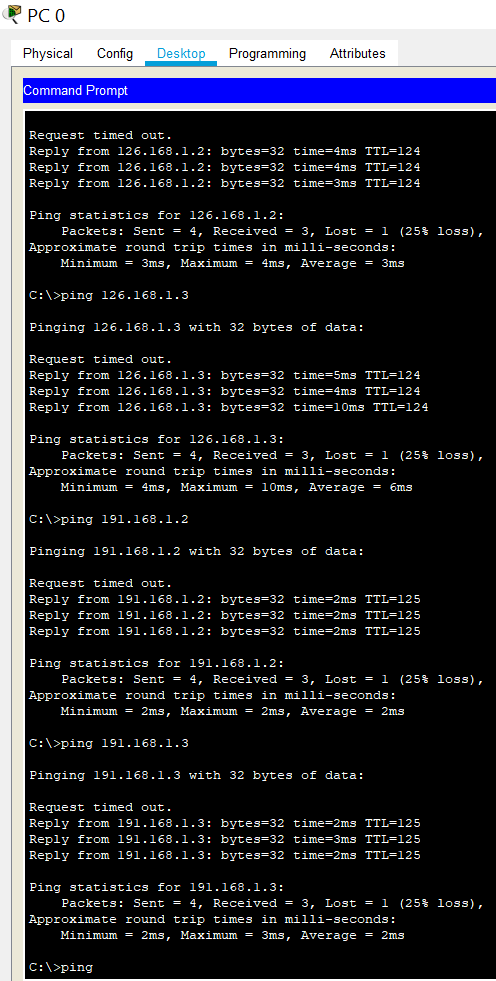 PC 0
Physical Config Desktop Programming Attributes
Command Prompt
Request timed out.
Reply from 126.168.1.2: bytes=32 time=4ms TTL=124
Reply from 126.168.1.2: bytes=32 time=4ms TTL=124
Reply from 126.168.1.2: bytes=32 time=3ms TTL=124
Ping statistics for 126.168.1.2:
Packets: Sent = 4, Received = 3, Lost = 1 (25% loss),
Approximate round trip times in milli-seconds:
Minimum = 3ms, Maximum = 4ms, Average = 3ms
C:\>ping 126.168.1.3
Pinging 126.168.1.3 with 32 bytes of data:
Request timed out.
Reply from 126.168.1.3: bytes=32 time=5ms TTL=124
Reply from 126.168.1.3: bytes=32 time=4ms TTL=124
Reply from 126.168.1.3: bytes=32 time=10ms TTL=124
Ping statistics for 126.168.1.3:
Packets: Sent = 4, Received = 3, Lost = 1 (25% loss),
Approximate round trip times in milli-seconds:
Minimum = 4ms, Maximum = 10ms, Average = 6ms
C:\>ping 191.168.1.2
Pinging 191.168.1.2 with 32 bytes of data:
Request timed out.
Reply from 191.168.1.2: bytes=32 time=2ms TTL=125
Reply from 191.168.1.2: bytes=32 time=2ms TTL=125
Reply from 191.168.1.2: bytes=32 time=2ms TTL=125
Ping statistics for 191.168.1.2:
Packets: Sent = 4, Received = 3, Lost = 1 (25% loss),
Approximate round trip times in milli-seconds:
Minimum = 2ms, Maximum = 2ms, Average = 2ms
C:\>ping 191.168.1.3
Pinging 191.168.1.3 with 32 bytes of data:
Request timed out.
Reply from 191.168.1.3: bytes=32 time=2ms TTL=125
Reply from 191.168.1.3: bytes=32 time=3ms TTL=125
Reply from 191.168.1.3: bytes=32 time=2ms TTL=125
Ping statistics for 191.168.1.3:
Packets: Sent = 4, Received = 3, Lost = 1 (25% loss),
Approximate round trip times in milli-seconds:
Minimum = 2ms, Maximum = 3ms, Average = 2ms
C:\>ping